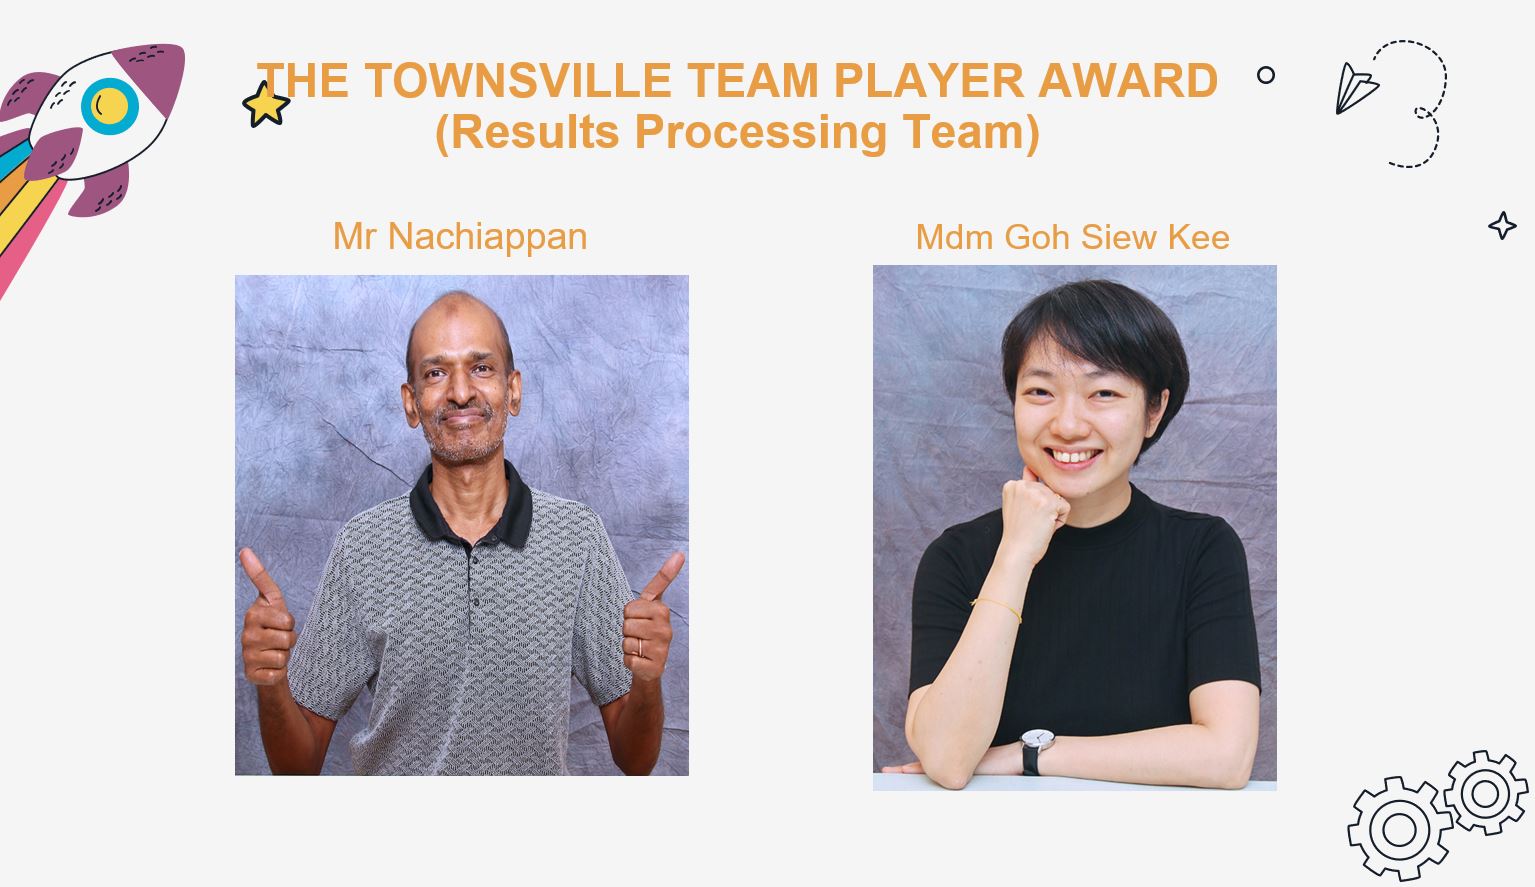 THE TOWNSVILLE TEAM PLAYER AWARD
(Results Processing Team)
Mr Nachiappan
Mdm Goh Siew Kee